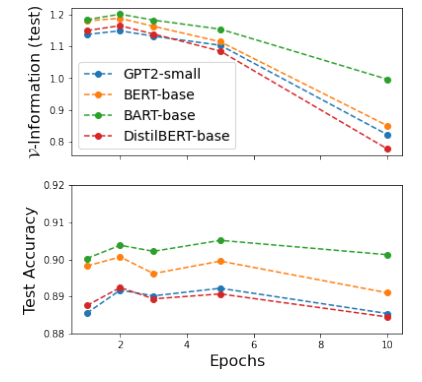 𝒱-Information (test)
1.2
1.1
1.0
0.9
0.8
GPT2-small
BERT-base
BART-base
DistilBERT-base
Test Accuracy
0.92
0.91
0.90
0.89
0.88
2 4 6 8 10
Epochs